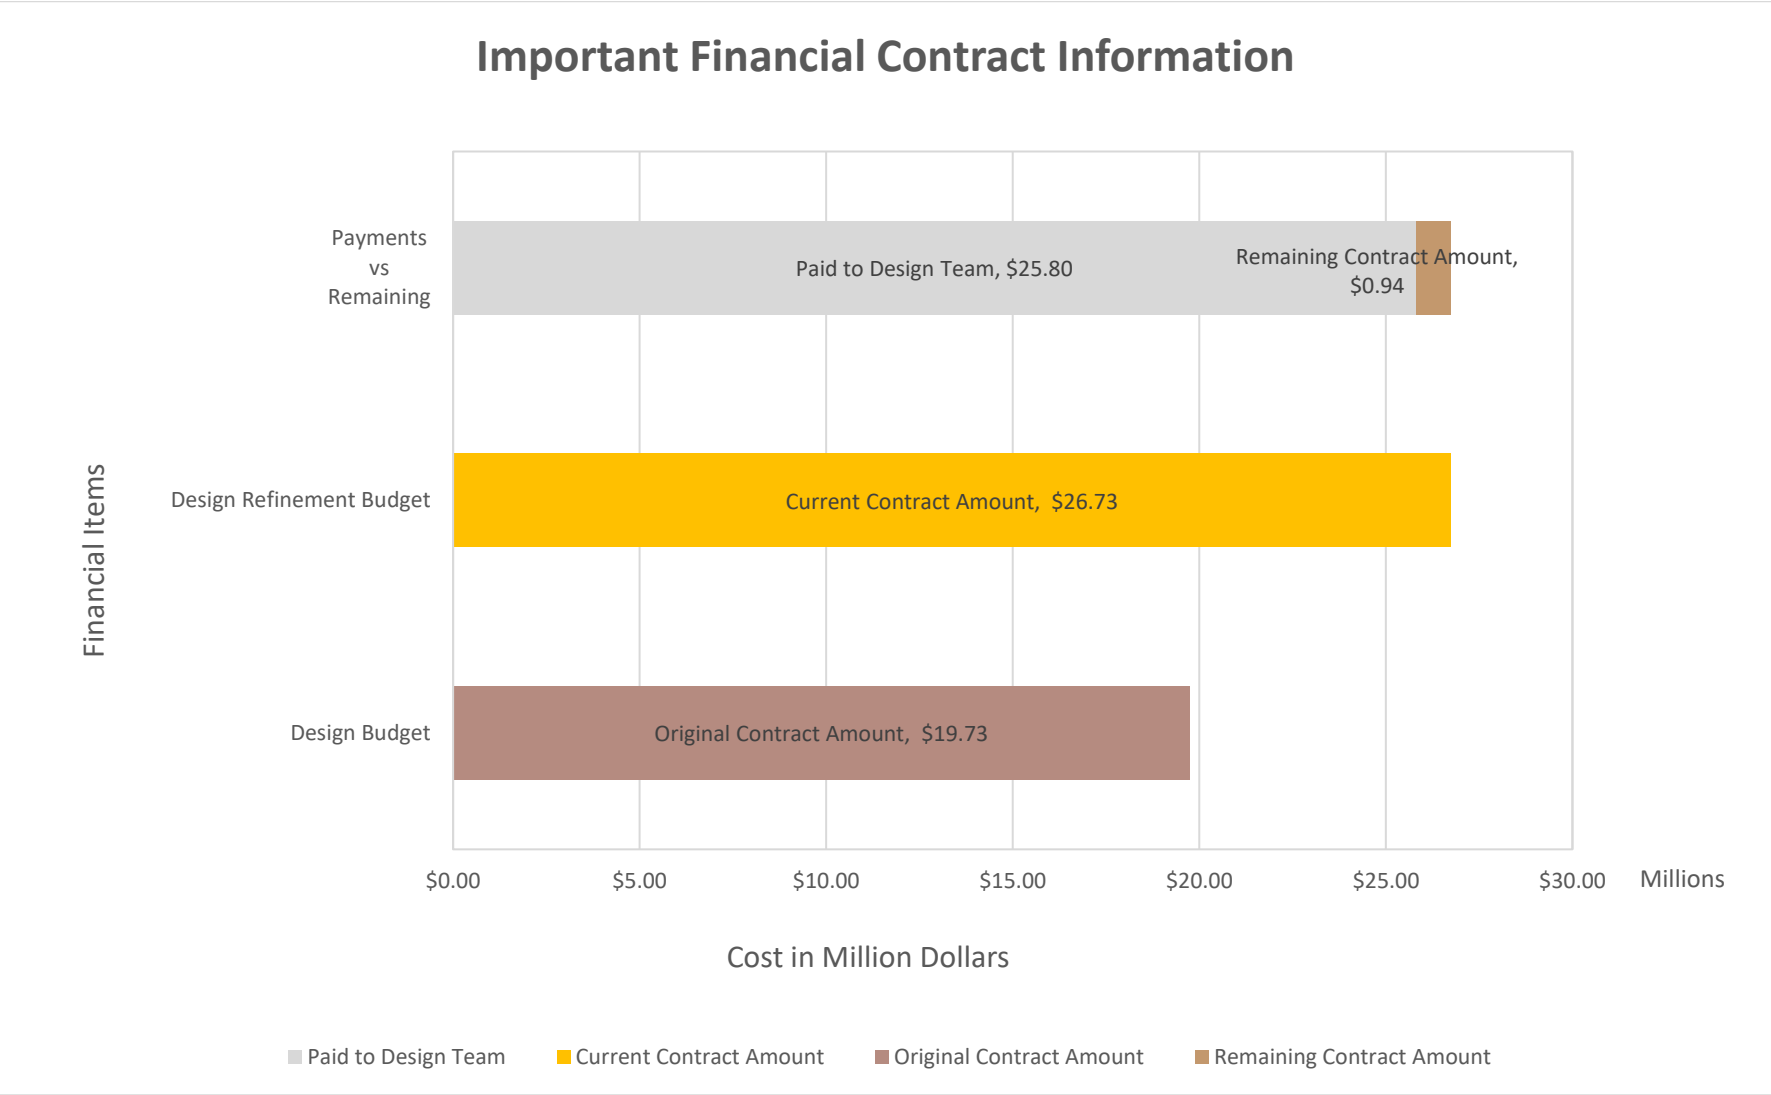 Important Financial Contract Information
Payments
vs
Remaining
Paid to Design Team, $25.80
Remaining Contract Amount,
$0.94
Design Refinement Budget
Current Contract Amount,  $26.73
Design Budget
Original Contract Amount,  $19.73
Financial Items
$0.00 $5.00 $10.00 $15.00 $20.00 $25.00 $30.00 Millions
Cost in Million Dollars
Paid to Design Team Current Contract Amount Original Contract Amount Remaining Contract Amount